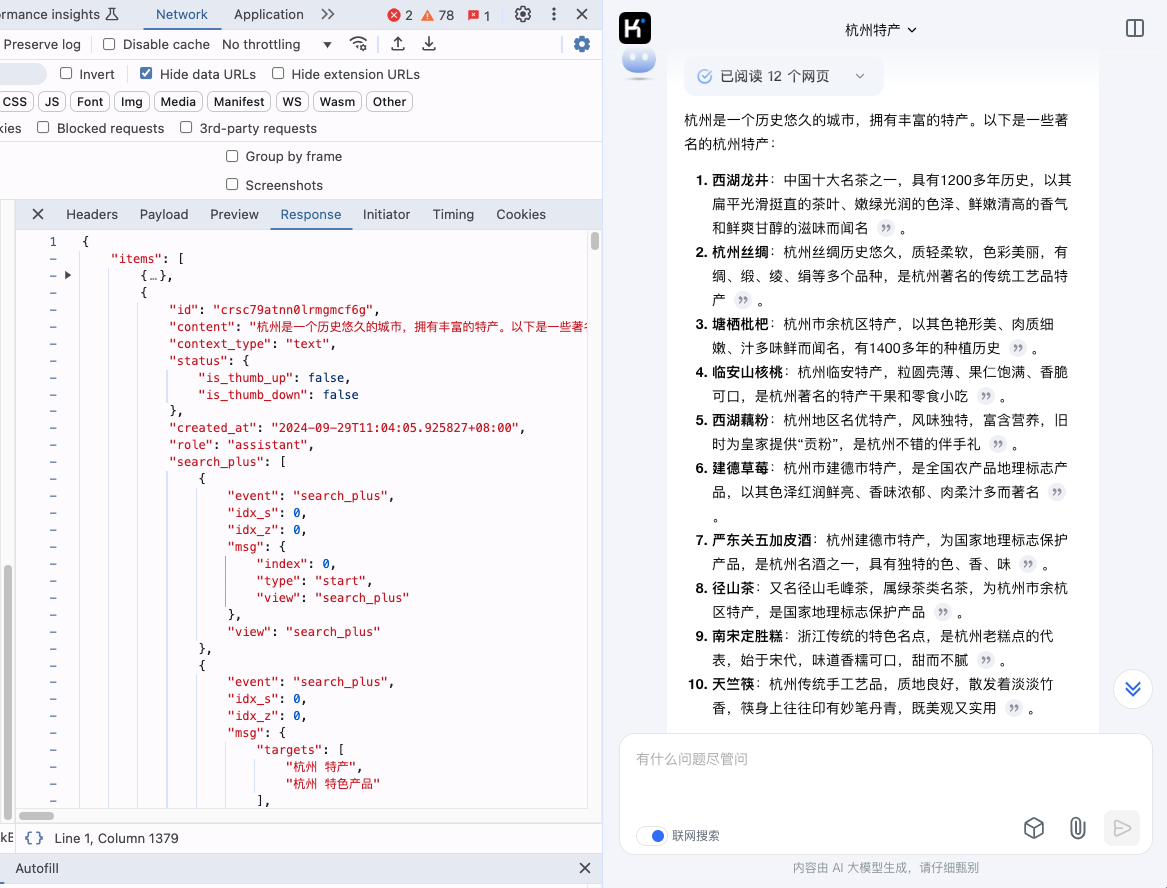 rmance insights
Network
Application
2
78
1
Preserve log
Disable cache
No throttling
Invert
Hide data URLs
Hide extension URLs
CSS
JS
Font
Img
Media
Manifest
WS
Wasm
Other
kies
Blocked requests
3rd-party requests
Group by frame
Screenshots
Headers
Payload
Preview
Response
Initiator
Timing
Cookies
1 {
"items": [
{…},
{
"id": "crsc79atnn0lrmgmcf6g",
"content": "杭州是一个历史悠久的城市，拥有丰富的特产。以下是一些著
"context_type": "text",
"status": {
"is_thumb_up": false,
"is_thumb_down": false
},
"created_at": "2024-09-29T11:04:05.925827+08:00",
"role": "assistant",
"search_plus": [
{
"event": "search_plus",
"idx_s": 0,
"idx_z": 0,
"msg": {
"index": 0,
"type": "start",
"view": "search_plus"
},
"view": "search_plus"
},
{
"event": "search_plus",
"idx_s": 0,
"idx_z": 0,
"msg": {
"targets": [
"杭州 特产",
"杭州 特色产品"
],
kE
{ } Line 1, Column 1379
Autofill
K
杭州特产
已阅读 12 个网页
杭州是一个历史悠久的城市，拥有丰富的特产。以下是一些著
名的杭州特产：
1. 西湖龙井：中国十大名茶之一，具有1200多年历史，以其
扁平光滑挺直的茶叶、嫩绿光润的色泽、鲜嫩清高的香气
和鲜爽甘醇的滋味而闻名 ” 。
2. 杭州丝绸：杭州丝绸历史悠久，质轻柔软，色彩美丽，有
绸、缎、绫、绢等多个品种，是杭州著名的传统工艺品特
产 ” 。
3. 塘栖枇杷：杭州市余杭区特产，以其色艳形美、肉质细
嫩、汁多味鲜而闻名，有1400多年的种植历史 ” 。
4. 临安山核桃：杭州临安特产，粒圆壳薄、果仁饱满、香脆
可口，是杭州著名的特产干果和零食小吃 ” 。
5. 西湖藕粉：杭州地区名优特产，风味独特，富含营养，旧
时为皇家提供“贡粉”，是杭州不错的伴手礼 ” 。
6. 建德草莓：杭州市建德市特产，是全国农产品地理标志产
品，以其色泽红润鲜亮、香味浓郁、肉柔汁多而著名 ”
。
7. 严东关五加皮酒：杭州建德市特产，为国家地理标志保护
产品，是杭州名酒之一，具有独特的色、香、味 ” 。
8. 径山茶：又名径山毛峰茶，属绿茶类名茶，为杭州市余杭
区特产，是国家地理标志保护产品 ” 。
9. 南宋定胜糕：浙江传统的特色名点，是杭州老糕点的代
表，始于宋代，味道香糯可口，甜而不腻 ” 。
10. 天竺筷：杭州传统手工艺品，质地良好，散发着淡淡竹
香，筷身上往往印有妙笔丹青，既美观又实用 ” 。
有什么问题尽管问
联网搜索
内容由 AI 大模型生成，请仔细甄别